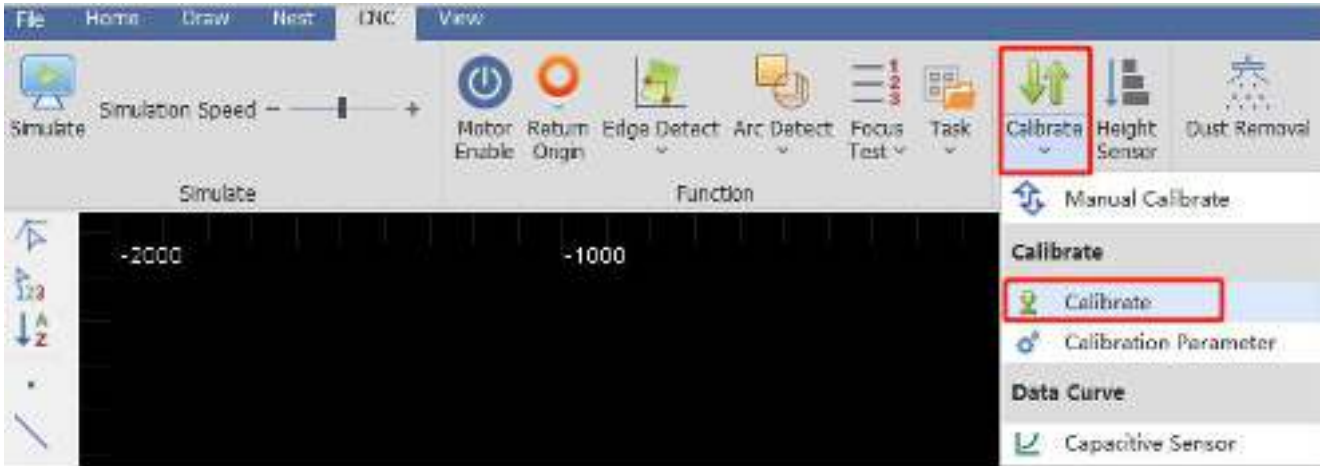 File Home Draw Nest CNC View
Simulate
Simulation Speed - +
Motor Enable
Return Origin
Edge Detect
Arc Detect
Focus Test
Task
Calibrate
Height Sensor
Dust Removal
Simulate
Function
Manual Calibrate
-2000
-1000
Calibrate
123
Calibrate
A
Z
Calibration Parameter
Data Curve
Capacitive Sensor